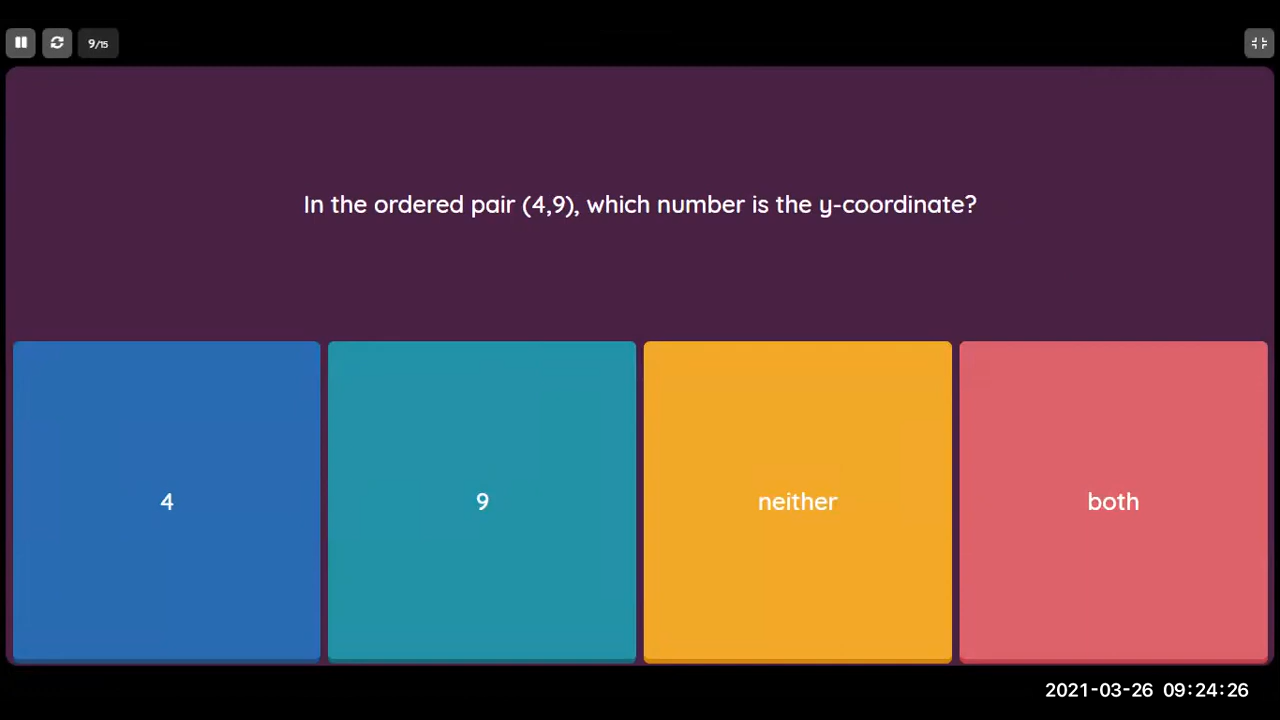 9/15
In the ordered pair (4,9), which number is the y-coordinate?
4
9
neither
both
2021-03-26 09:24:26